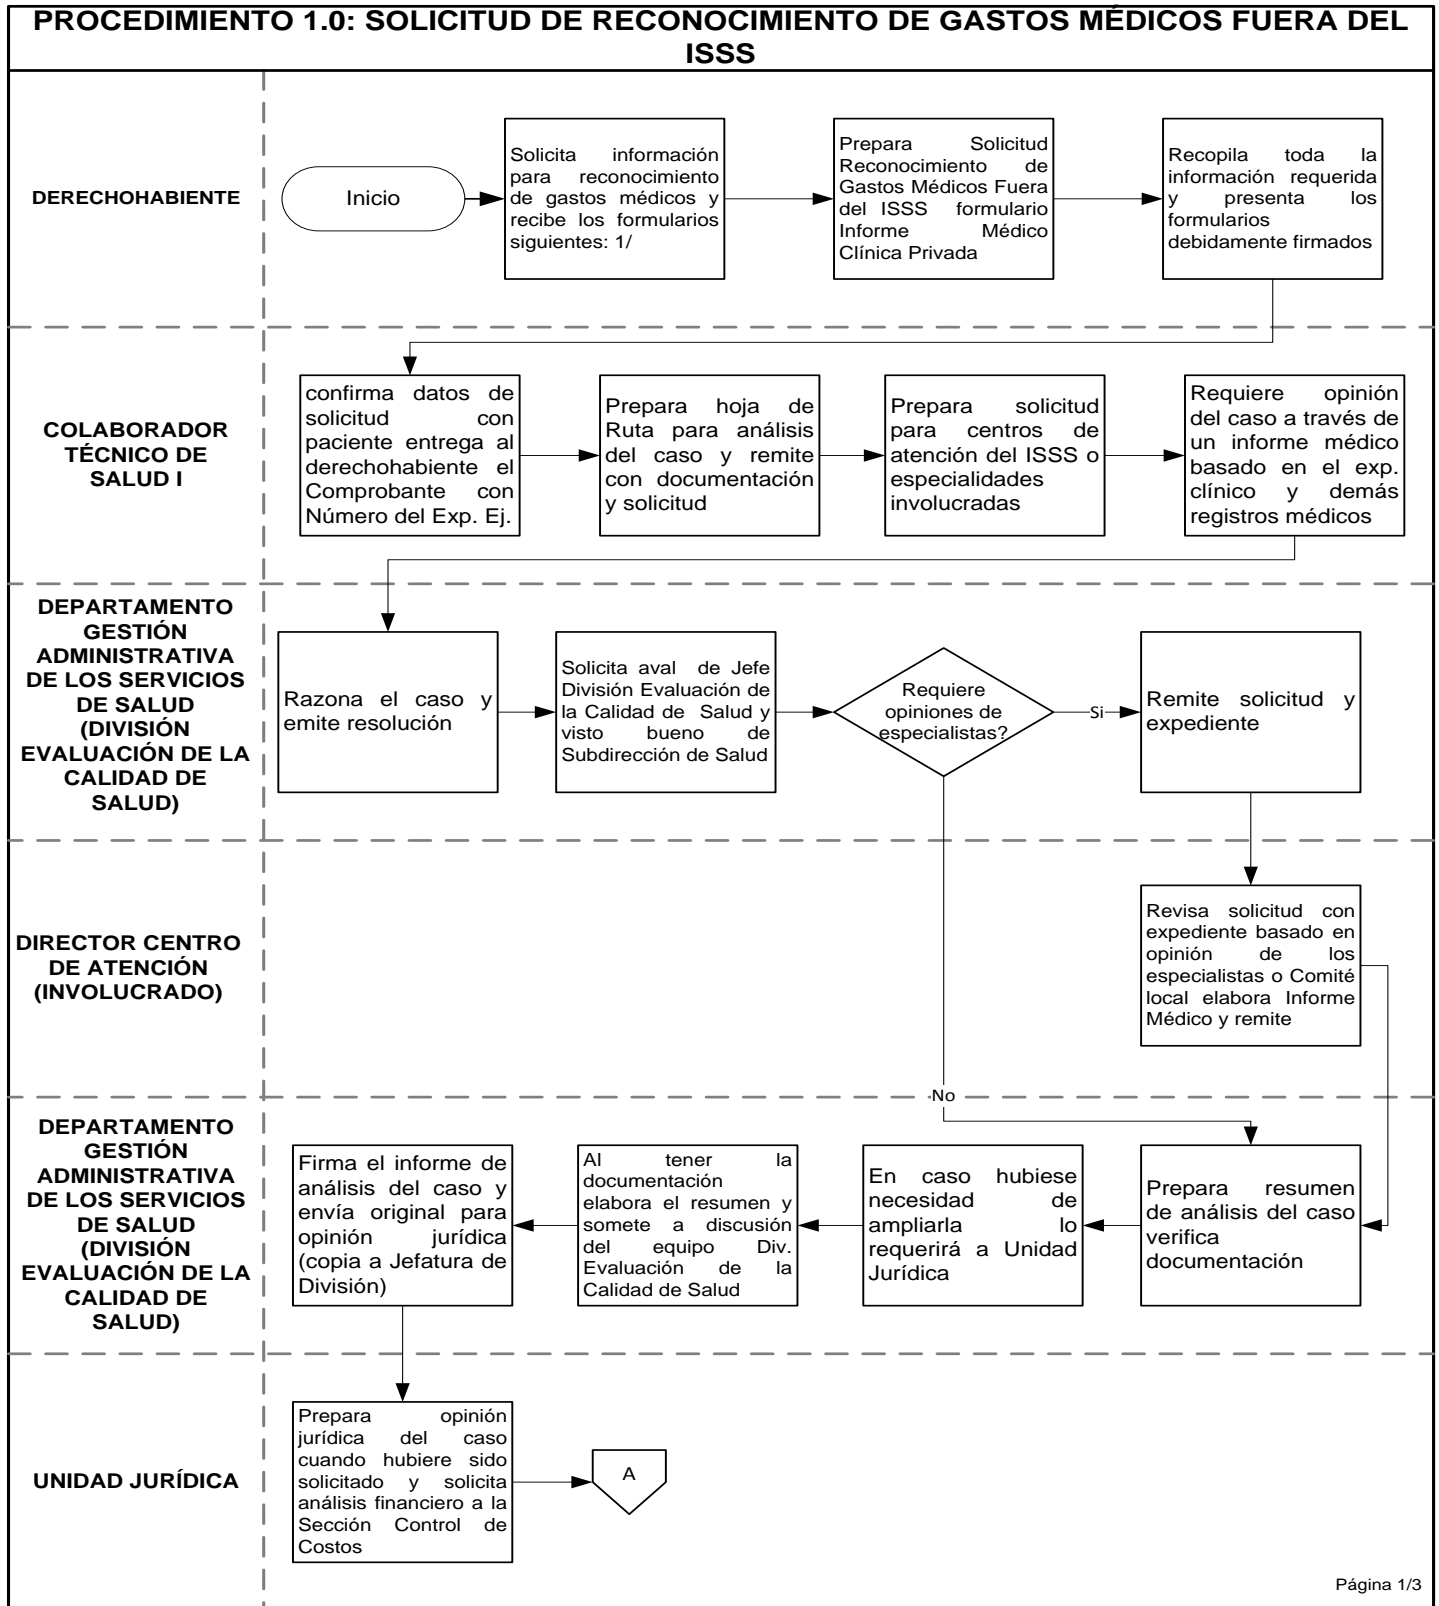 PROCEDIMIENTO 1.0: SOLICITUD DE RECONOCIMIENTO DE GASTOS MÉDICOS FUERA DEL
ISSS
DERECHOHABIENTE
Inicio
Solicita información
para reconocimiento
de gastos médicos y
recibe los formularios
siguientes: 1/
Prepara Solicitud
Reconocimiento de
Gastos Médicos Fuera
del ISSS formulario
Informe Médico
Clínica Privada
Recopila toda la
información requerida
y presenta los
formularios
debidamente firmados
COLABORADOR
TÉCNICO DE
SALUD I
confirma datos de
solicitud con
paciente entrega al
derechohabiente el
Comprobante con
Número del Exp. Ej.
Prepara hoja de
Ruta para análisis
del caso y remite
con documentación
y solicitud
Prepara solicitud
para centros de
atención del ISSS o
especialidades
involucradas
Requiere opinión
del caso a través de
un informe médico
basado en el exp.
clínico y demás
registros médicos
DEPARTAMENTO
GESTIÓN
ADMINISTRATIVA
DE LOS SERVICIOS
DE SALUD
(DIVISIÓN
EVALUACIÓN DE LA
CALIDAD DE
SALUD)
Razona el caso y
emite resolución
Solicita aval de Jefe
División Evaluación de
la Calidad de Salud y
visto bueno de
Subdirección de Salud
Requiere
opiniones de
especialistas?
Si
Remite solicitud y
expediente
DIRECTOR CENTRO
DE ATENCIÓN
(INVOLUCRADO)
Revisa solicitud con
expediente basado en
opinión de los
especialistas o Comité
local elabora Informe
Médico y remite
No
DEPARTAMENTO
GESTIÓN
ADMINISTRATIVA
DE LOS SERVICIOS
DE SALUD
(DIVISIÓN
EVALUACIÓN DE LA
CALIDAD DE
SALUD)
Firma el informe de
análisis del caso y
envía original para
opinión jurídica
(copia a Jefatura de
División)
Al tener la
documentación
elabora el resumen y
somete a discusión
del equipo Div.
Evaluación de la
Calidad de Salud
En caso hubiese
necesidad de
ampliarla lo
requerirá a Unidad
Jurídica
Prepara resumen
de análisis del caso
verifica
documentación
UNIDAD JURÍDICA
Prepara opinión
jurídica del caso
cuando hubiere sido
solicitado y solicita
análisis financiero a la
Sección Control de
Costos
A
Página 1/3